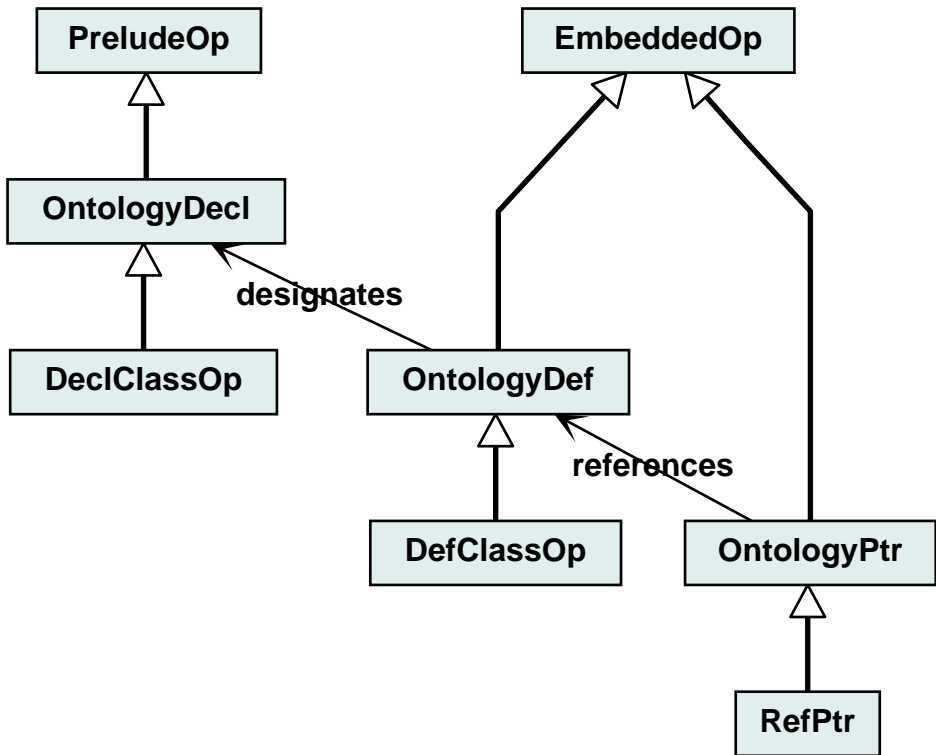 PreludeOp
EmbeddedOp
OntologyDecl
designates
DeclClassOp
OntologyDef
references
DefClassOp
OntologyPtr
RefPtr